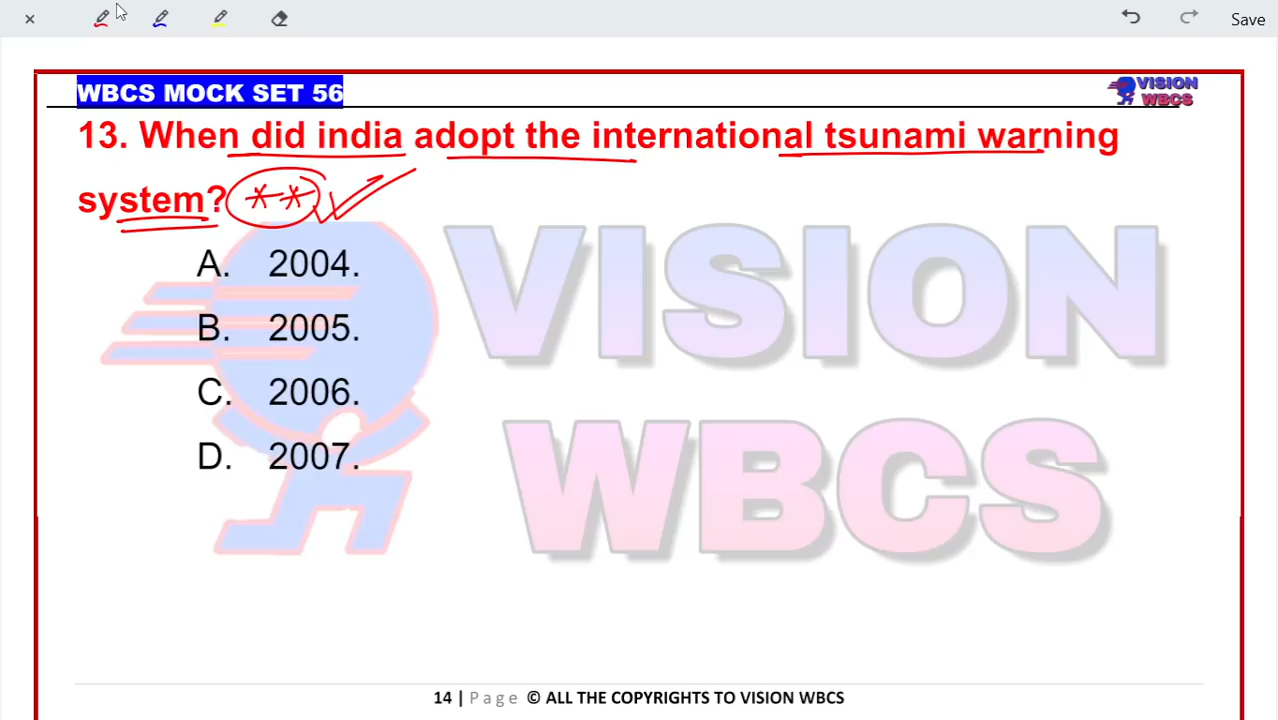 Save
WBCS MOCK SET 56
VISION
WBCS
13. When did india adopt the international tsunami warning
system? **
A. 2004.
B. 2005.
C. 2006.
D. 2007.
VISION
WBCS
14 | Page © ALL THE COPYRIGHTS TO VISION WBCS